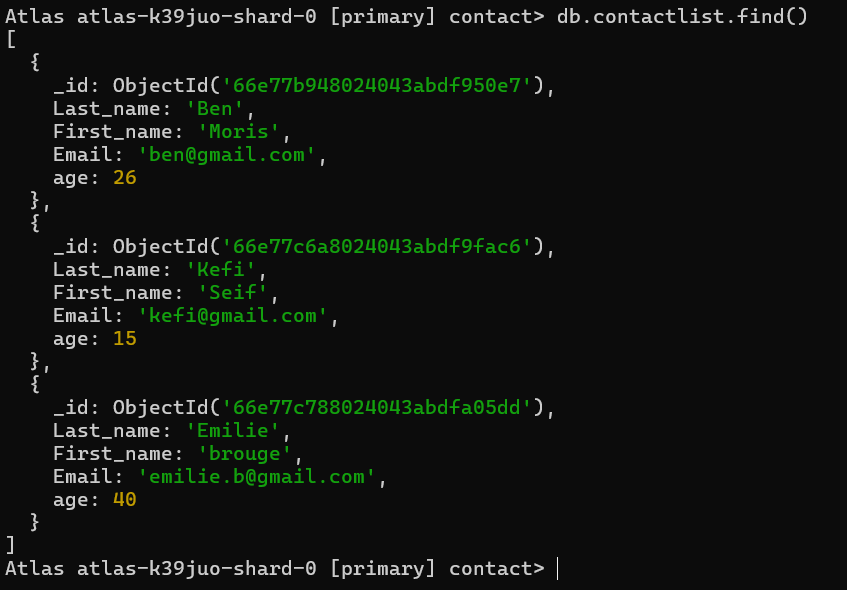 Atlas atlas-k39juo-shard-0 [primary] contact> db.contactlist.find()
[
  {
    _id: ObjectId('66e77b948024043abdf950e7'),
    Last_name: 'Ben',
    First_name: 'Moris',
    Email: 'ben@gmail.com',
    age: 26
  },
  {
    _id: ObjectId('66e77c6a8024043abdf9fac6'),
    Last_name: 'Kefi',
    First_name: 'Seif',
    Email: 'kefi@gmail.com',
    age: 15
  },
  {
    _id: ObjectId('66e77c788024043abdfa05dd'),
    Last_name: 'Emilie',
    First_name: 'brouge',
    Email: 'emilie.b@gmail.com',
    age: 40
  }
]
Atlas atlas-k39juo-shard-0 [primary] contact>